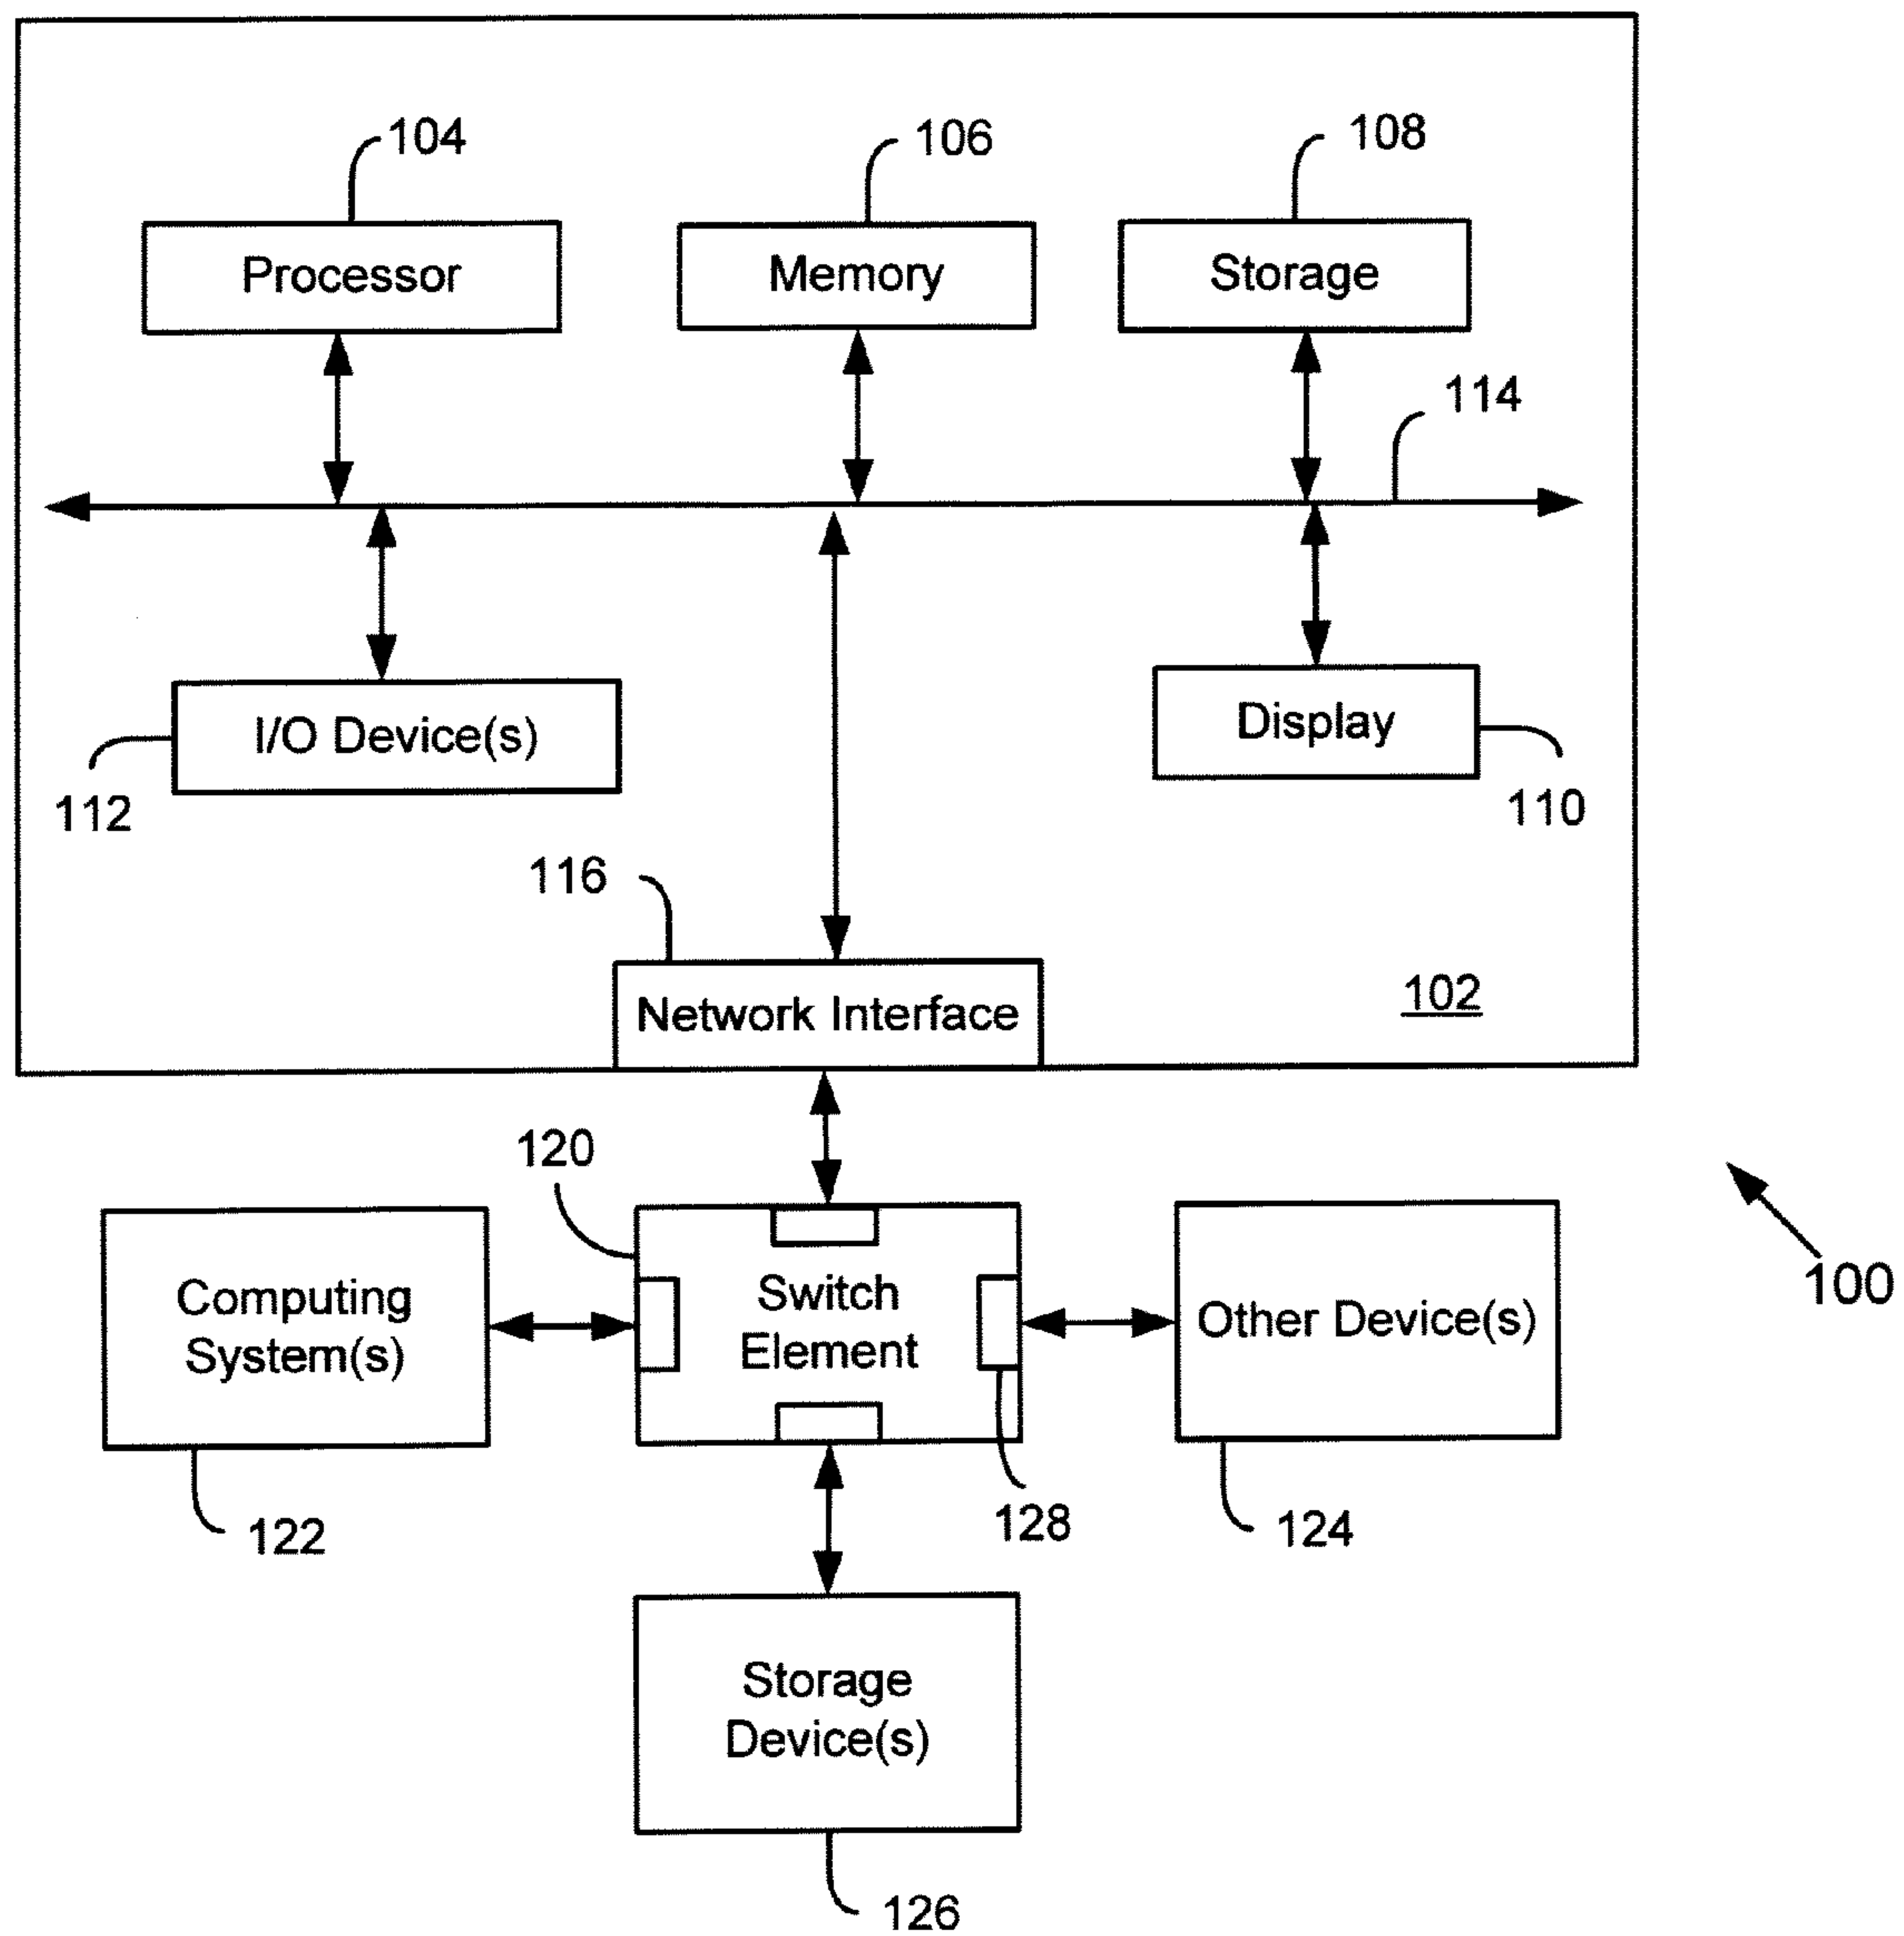 104
106
108
Processor
Memory
Storage
114
I/O Device(s)
Display
112
110
116
Network Interface
102
120
Computing
System(s)
Switch
Element
Other Device(s)
100
122
128
124
Storage
Device(s)
126